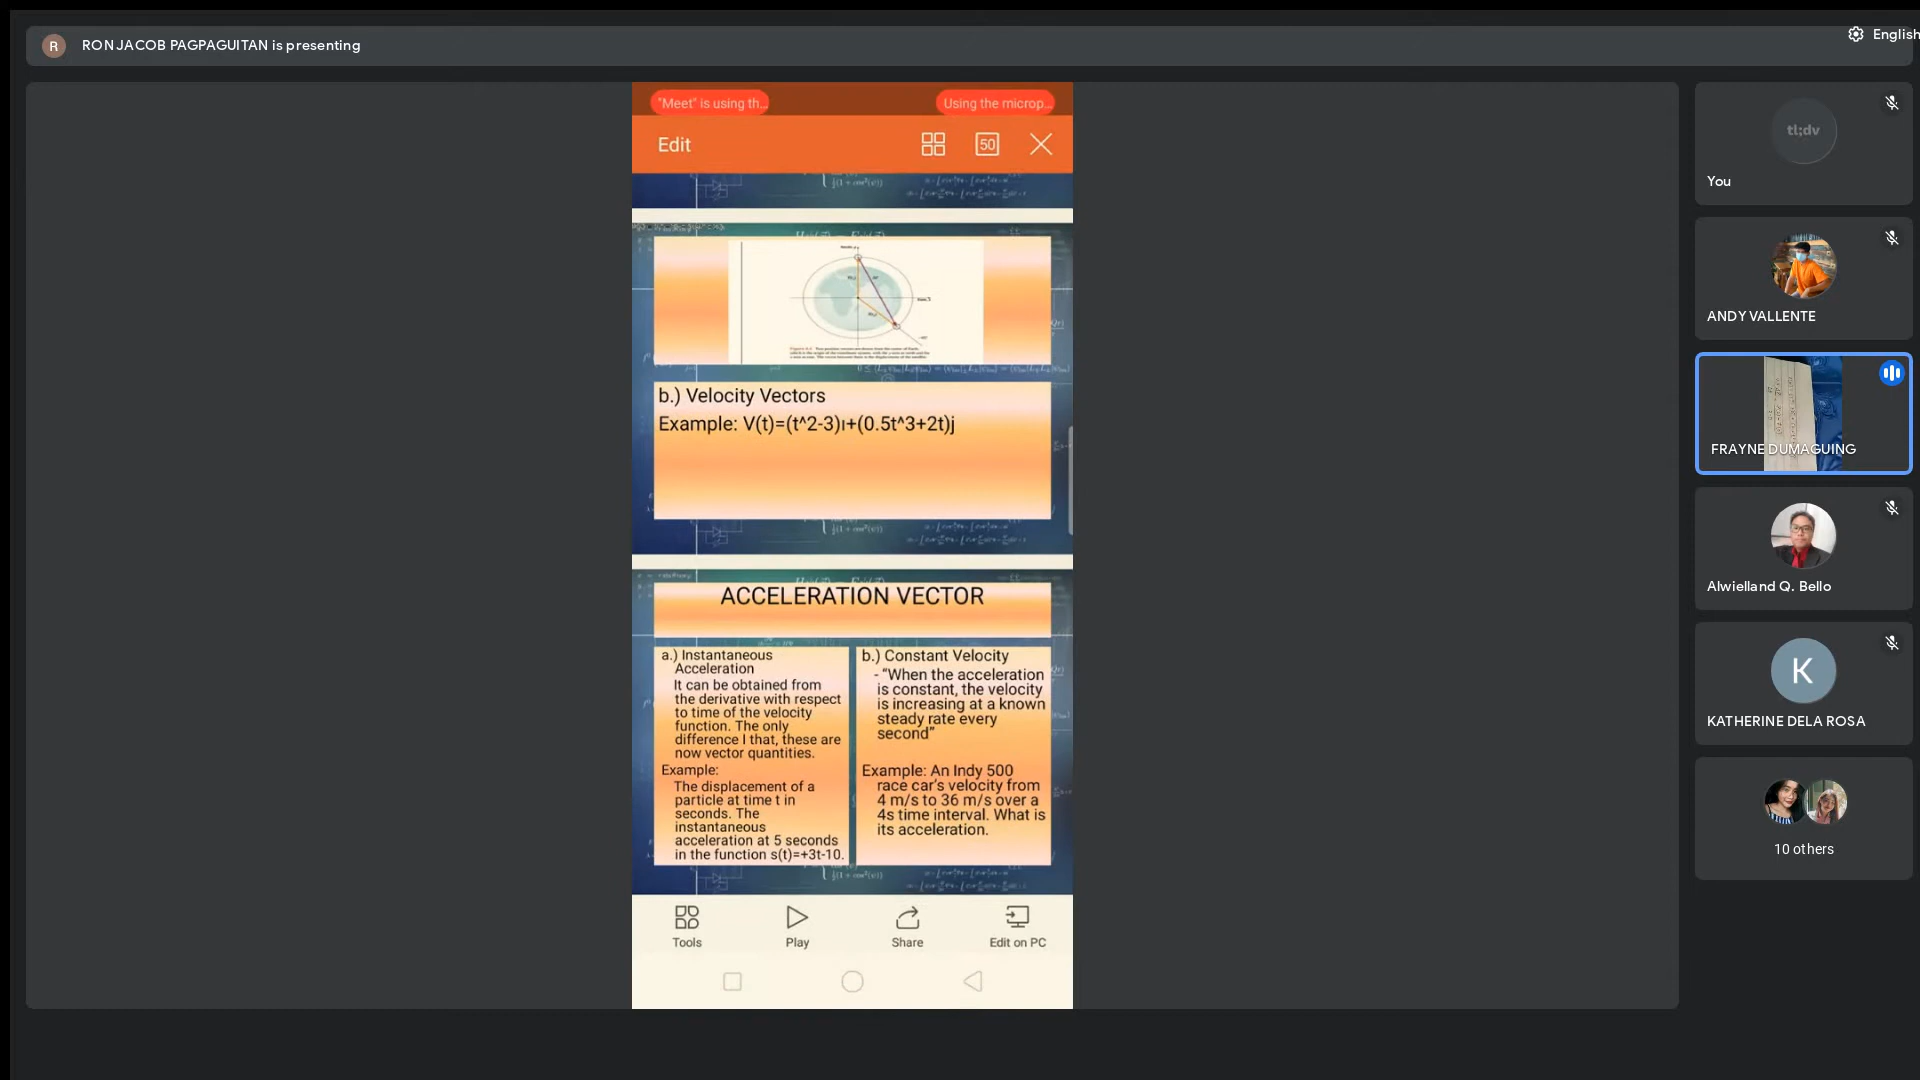 R
RON JACOB PAGPAGUITAN is presenting
English
"Meet" is using th...
Using the microp...
Edit
50
b.) Velocity Vectors
Example: V(t)=(t^2-3)ı+(0.5t^3+2t)j
ACCELERATION VECTOR
a.) Instantaneous
Acceleration
It can be obtained from
the derivative with respect
to time of the velocity
function. The only
difference I that, these are
now vector quantities.
Example:
The displacement of a
particle at time t in
seconds. The
instantaneous
acceleration at 5 seconds
in the function s(t)=+3t-10.
b.) Constant Velocity
- “When the acceleration
is constant, the velocity
is increasing at a known
steady rate every
second”
Example: An Indy 500
race car's velocity from
4 m/s to 36 m/s over a
4s time interval. What is
its acceleration.
Tools
Play
Share
Edit on PC
tl;dv
You
ANDY VALLENTE
FRAYNE DUMAGUING
Alwielland Q. Bello
K
KATHERINE DELA ROSA
10 others